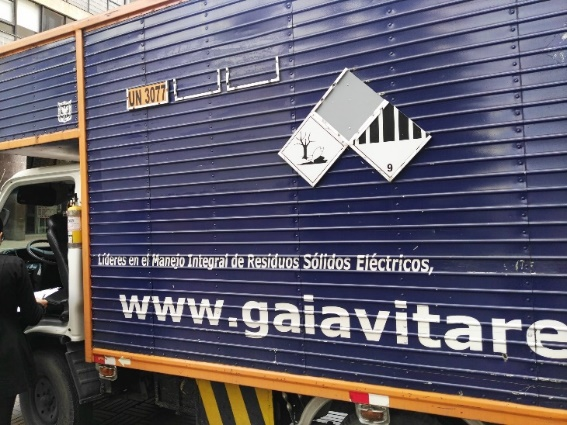 UN 3077
9
Líderes en el Manejo Integral de Residuos Sólidos Eléctricos,
www.gaiavitare